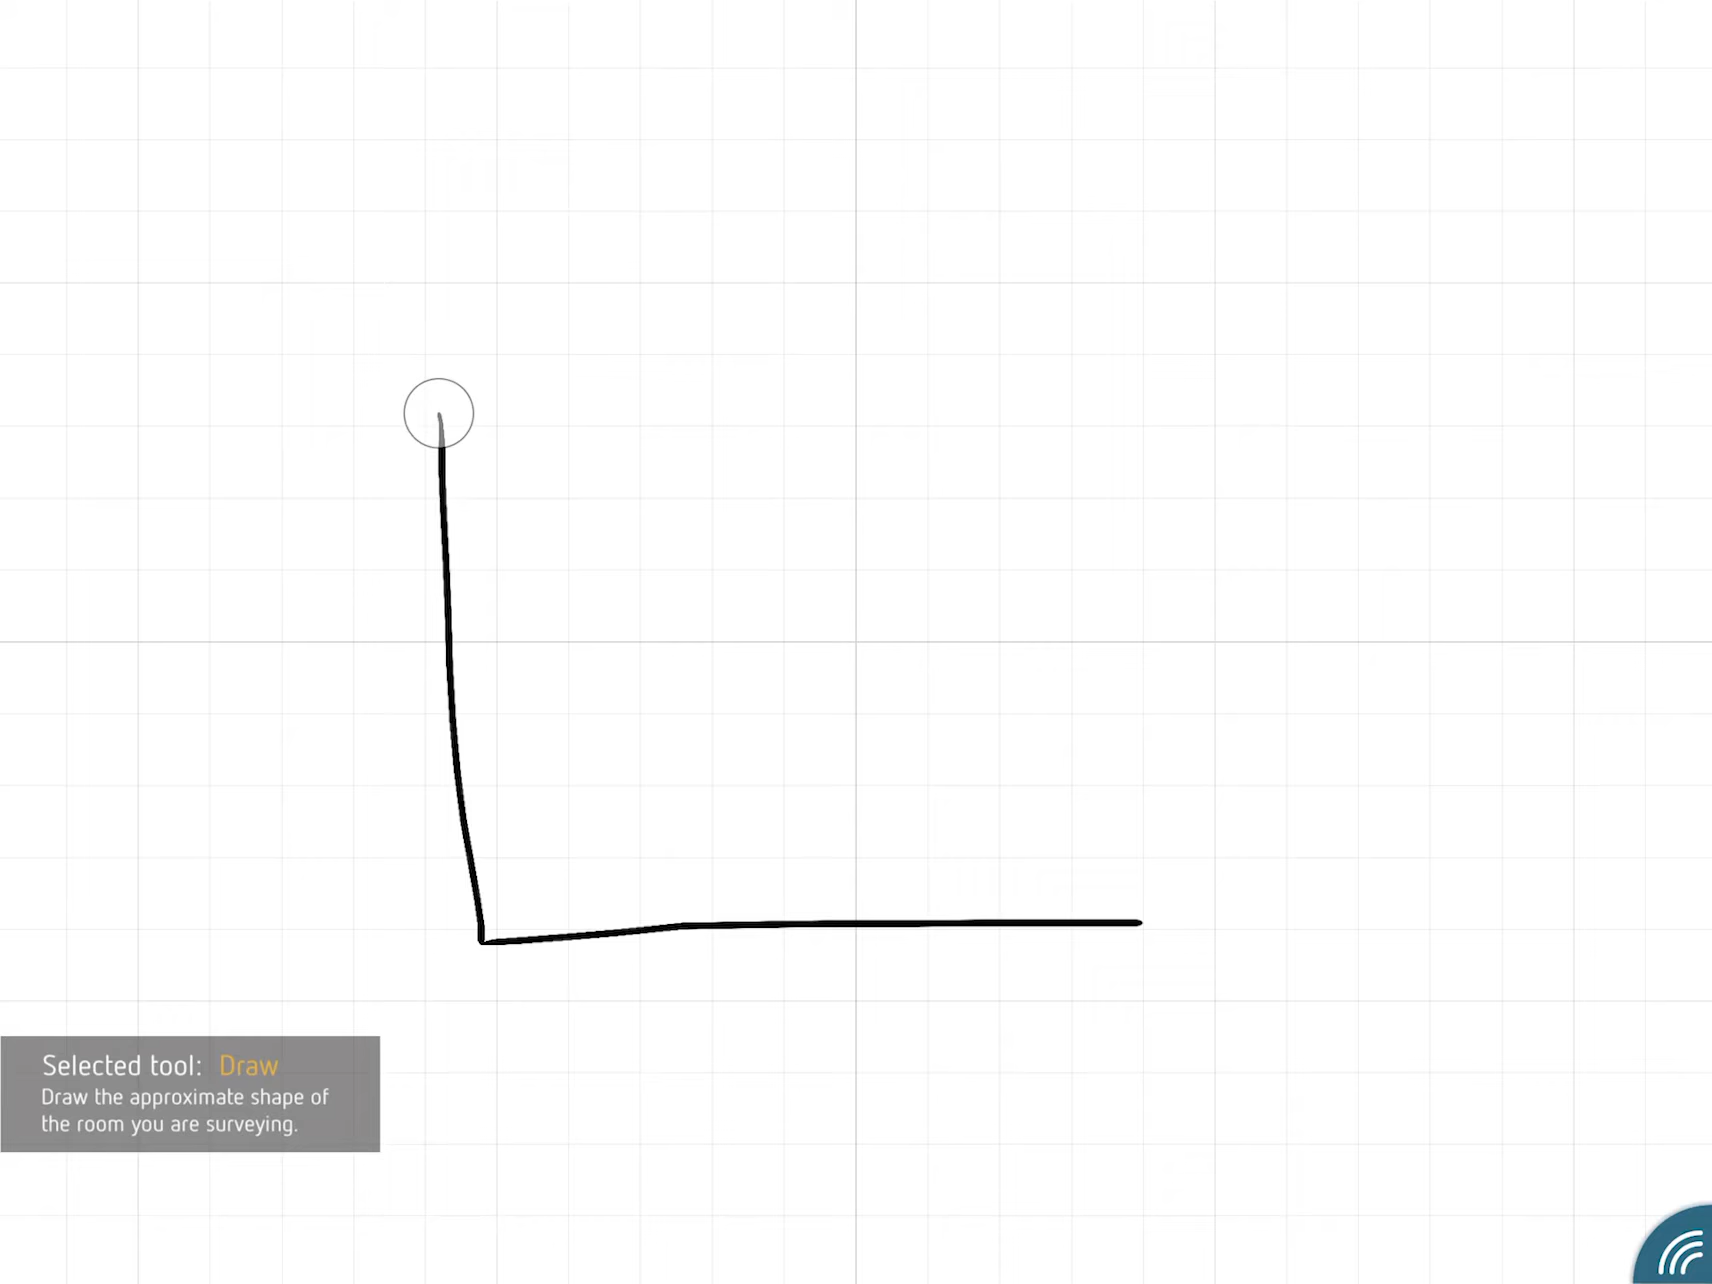 Selected tool: Draw
Draw the approximate shape of
the room you are surveying.